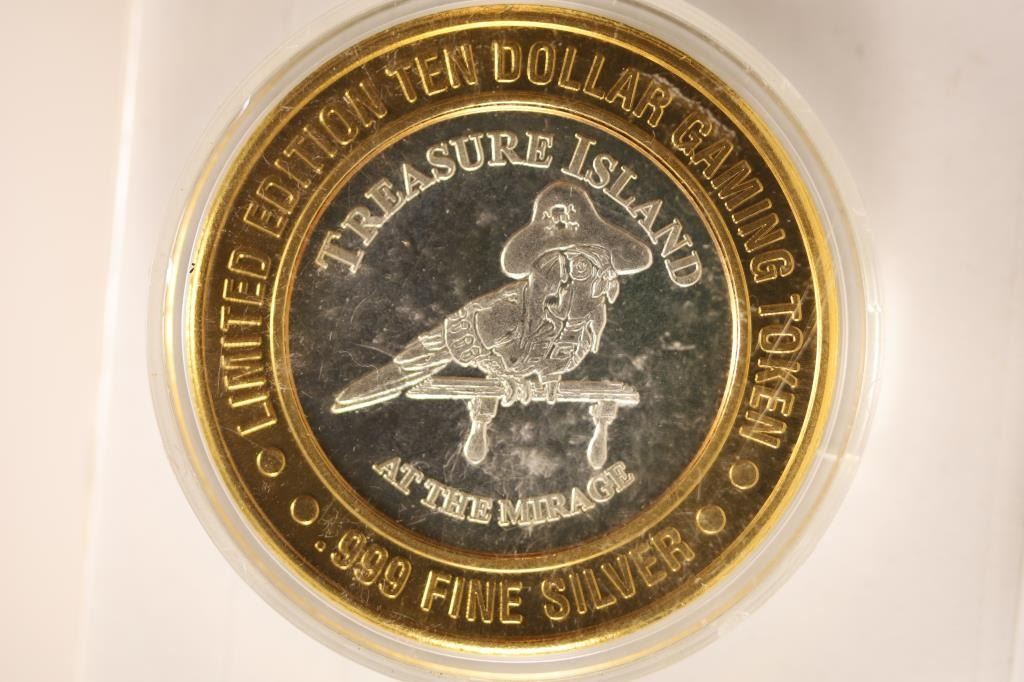 LIMITED EDITION TEN DOLLAR GAMING TOKEN
TREASURE ISLAND
AT THE MIRAGE
.999 FINE SILVER